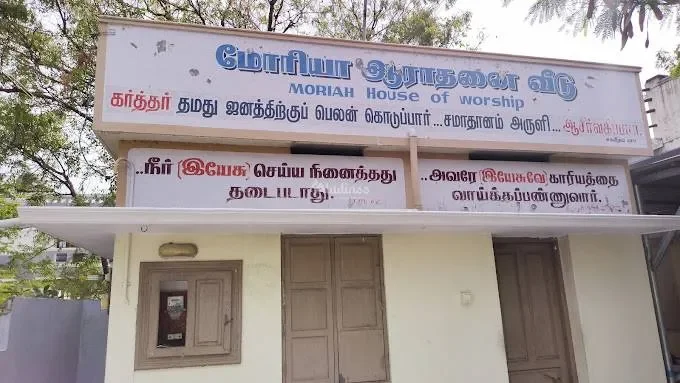 மோரியா ஆராதனை வீடு
MORIAH HOUSE OF WORSHIP
கர்த்தர் தமது ஜனத்திற்குப் பெலன் கொடுப்பார்...சமாதானம் அருளி...ஆசீர்வதிப்பார்.
..நீர் (இயேசு) செய்ய நினைத்தது
தடைபடாது.
..அவரே (இயேசுவே) காரியத்தை
வாய்க்கப்பண்ணுவார்.